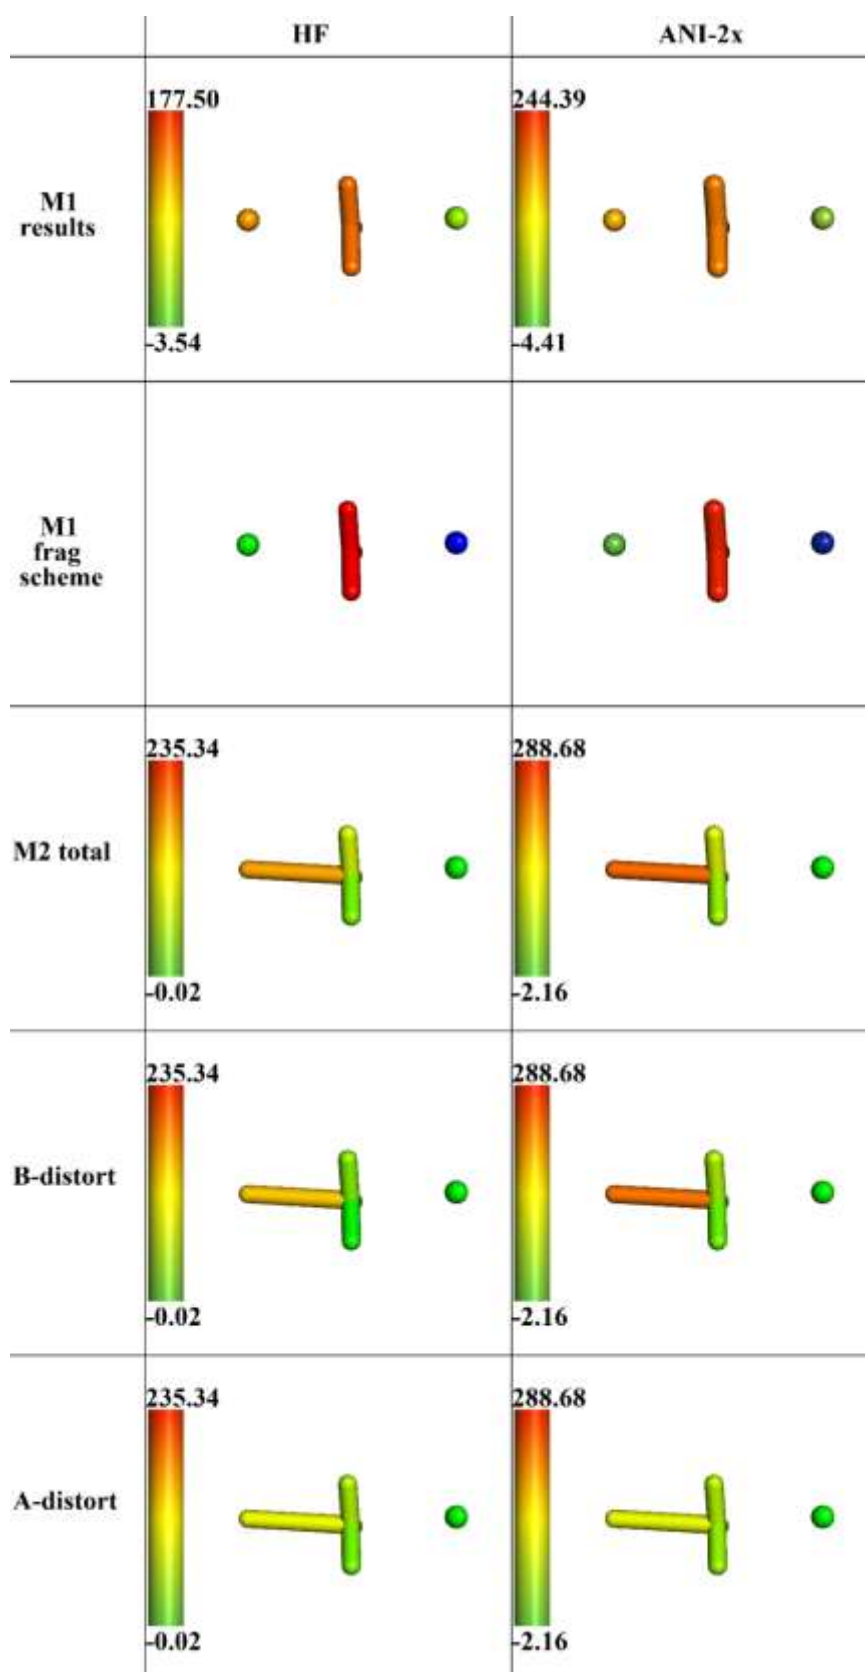 HF
ANI-2x
177.50
244.39
M1
results
-3.54
-4.41
M1
frag
scheme
235.34
288.68
M2 total
-0.02
-2.16
235.34
288.68
B-distort
-0.02
-2.16
235.34
288.68
A-distort
-0.02
-2.16